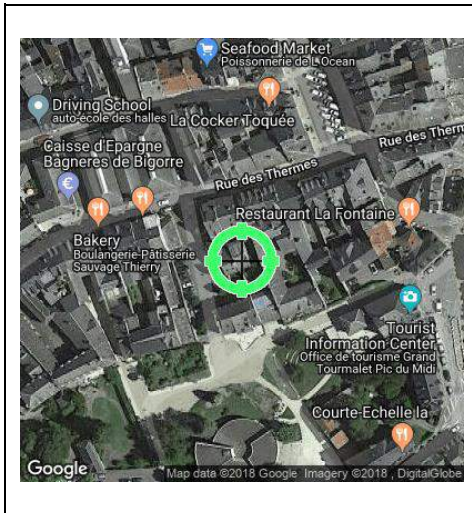 Seafood Market
Poissonnerie de L Ocean
Driving School
auto-école des halles
La Cocker Toquée
Rue des Therm
Caisse d'Epargne
Bagnères de Bigorre
Rue des Thermes
Restaurant La Fontaine
Bakery
Boulangerie-Pâtisserie
Sauvage Thierry
Tourist
Information Center
Office de tourisme Grand
Tourmalet Pic du Midi
Courte-Echelle la
Google
Map data ©2018 Google Imagery ©2018 , DigitalGlobe